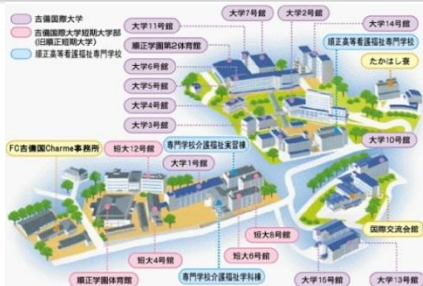 吉備国際大学
吉備国際大学短期大学部
(旧順正短期大学)
順正高等看護福祉専門学校
大学11号館
大学7号館
大学2号館
大学14号館
順正学園第2体育館
順正高等看護福祉専門学校
大学6号館
たかはし寮
大学5号館
大学4号館
大学3号館
大学10号館
FC吉備国Charme事務所
短大12号館
専門学校介護福祉実習棟
大学1号館
国際交流会館
短大8号館
短大4号館
短大6号館
順正学園体育館
専門学校介護福祉学科棟
大学15号館
大学13号館